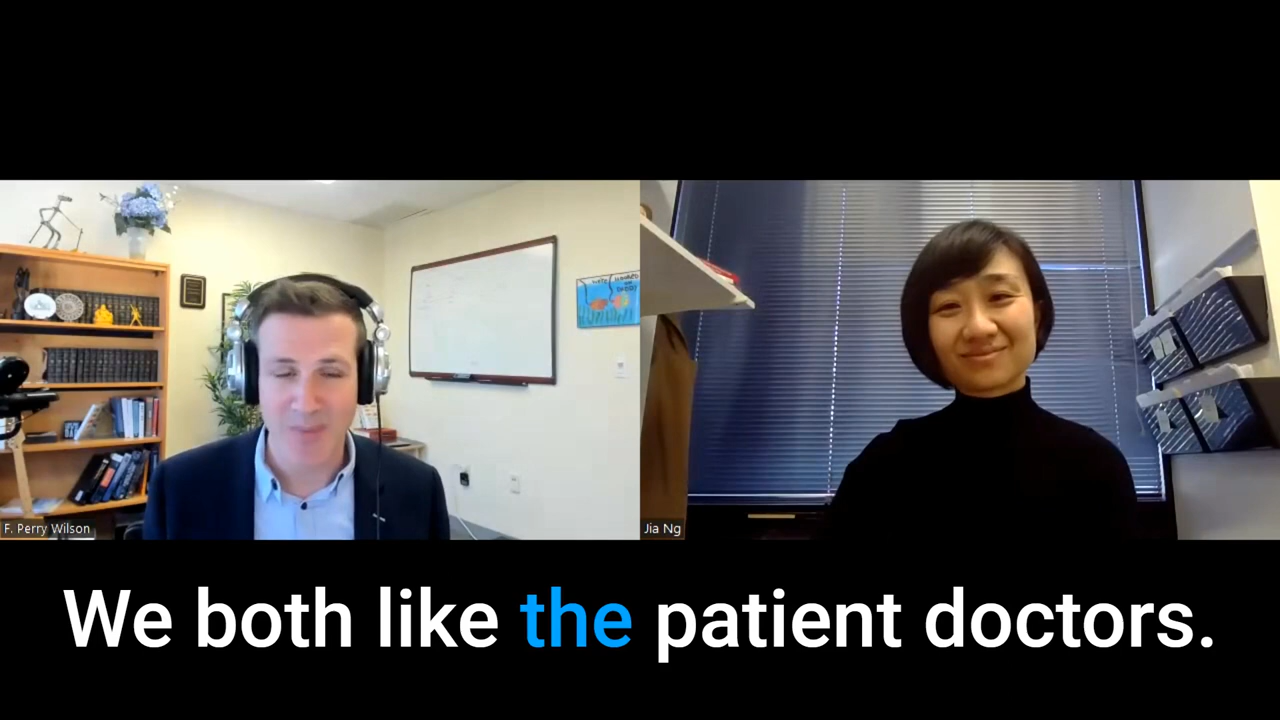 F. Perry Wilson
Jia Ng
We both like the patient doctors.